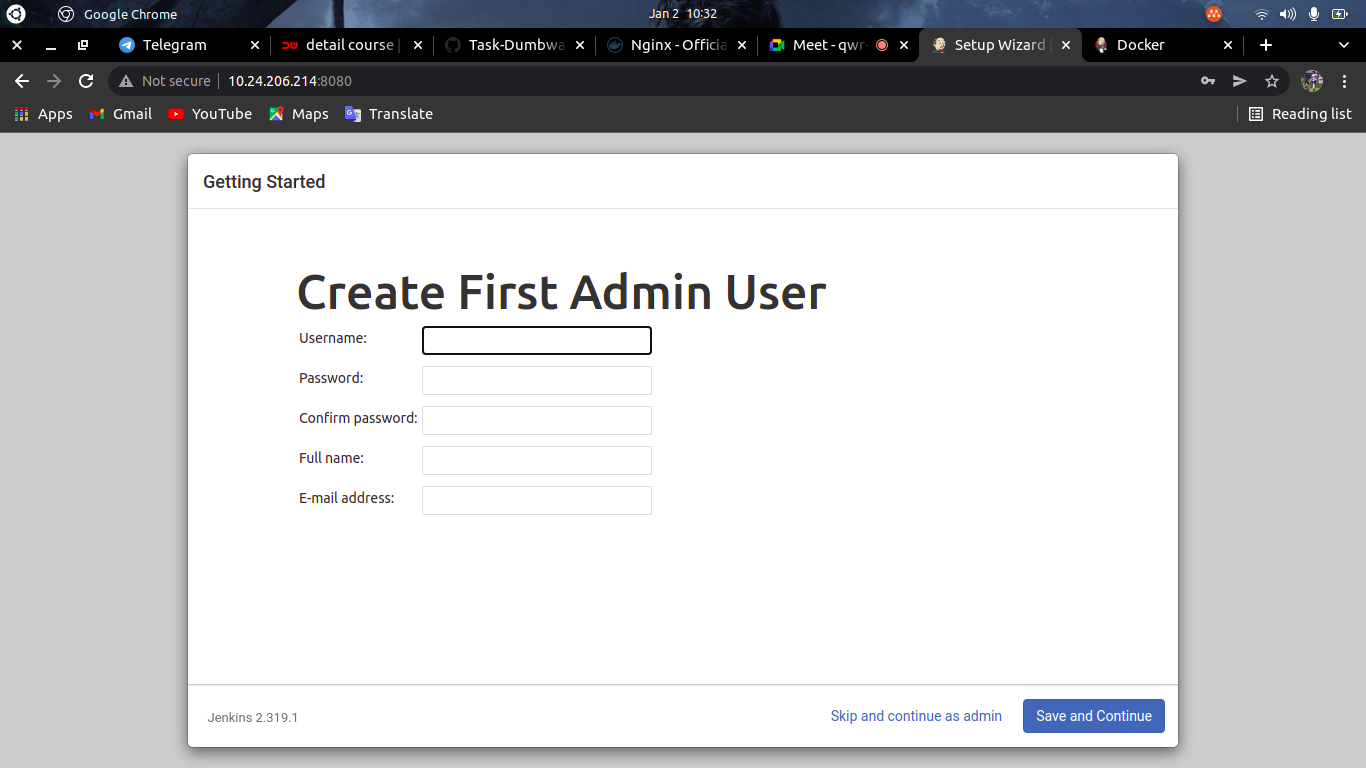 Google Chrome
Jan 2 10:32
Telegram
detail course |
Task-Dumbwa
Nginx - Officia
Meet - qwr-
Setup Wizard |
Docker
Not secure
10.24.206.214:8080
Apps
Gmail
YouTube
Maps
Translate
Reading list
Getting Started
Create First Admin User
Username:
Password:
Confirm password:
Full name:
E-mail address:
Jenkins 2.319.1
Skip and continue as admin
Save and Continue